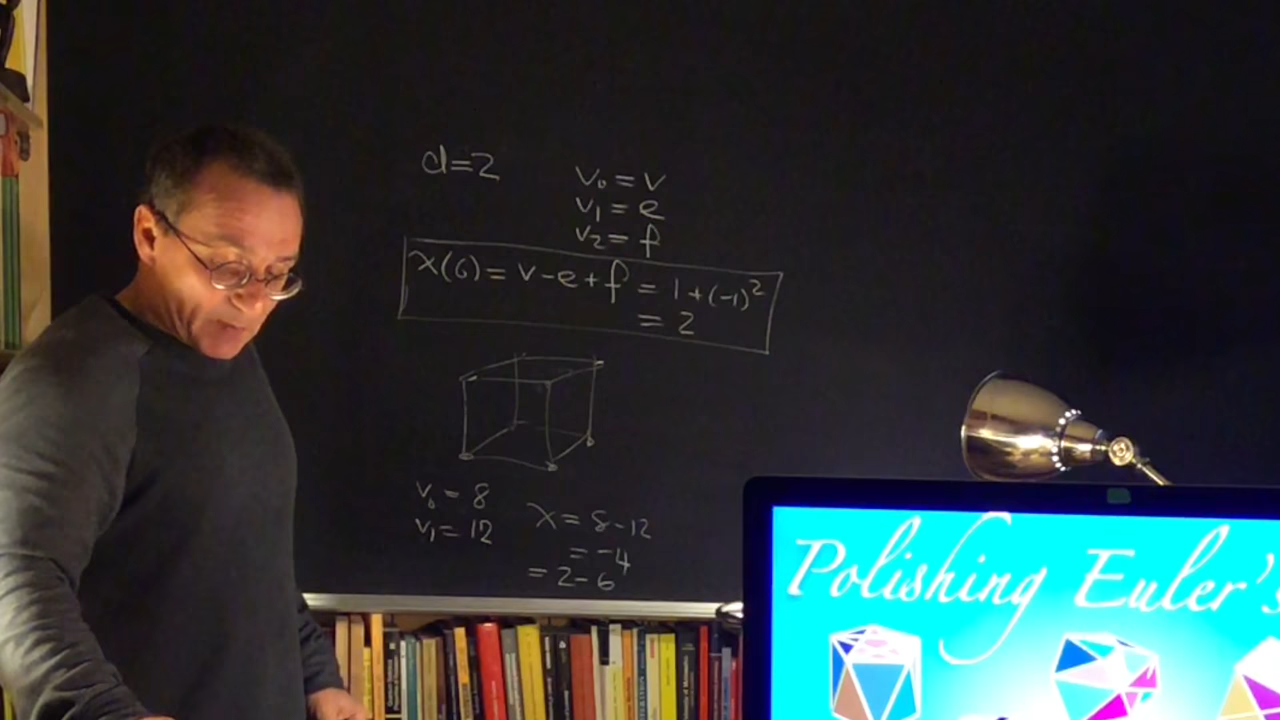 d=2
v₀ = v
v₁ = e
v₂ = f
χ(G) = v-e+f = 1+(-1)²
= 2
v₀ = 8
v₁ = 12
χ = 8-12
= -4
= 2-6
Polishing Euler's